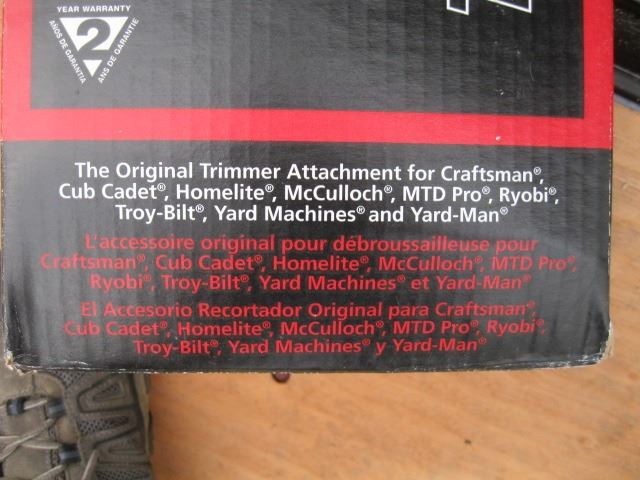 YEAR WARRANTY
2
AÑOS DE GARANTIA
ANS DE GARANTIE
The Original Trimmer Attachment for Craftsman®,
Cub Cadet®, Homelite®, McCulloch®, MTD Pro®, Ryobi®,
Troy-Bilt®, Yard Machines® and Yard-Man®
L'accessoire original pour débroussailleuse pour
Craftsman®, Cub Cadet®, Homelite®, McCulloch®, MTD Pro®,
Ryobi®, Troy-Bilt®, Yard Machines® et Yard-Man®
El Accesorio Recortador Original para Craftsman®,
Cub Cadet®, Homelite®, McCulloch®, MTD Pro®, Ryobi®,
Troy-Bilt®, Yard Machines® y Yard-Man®